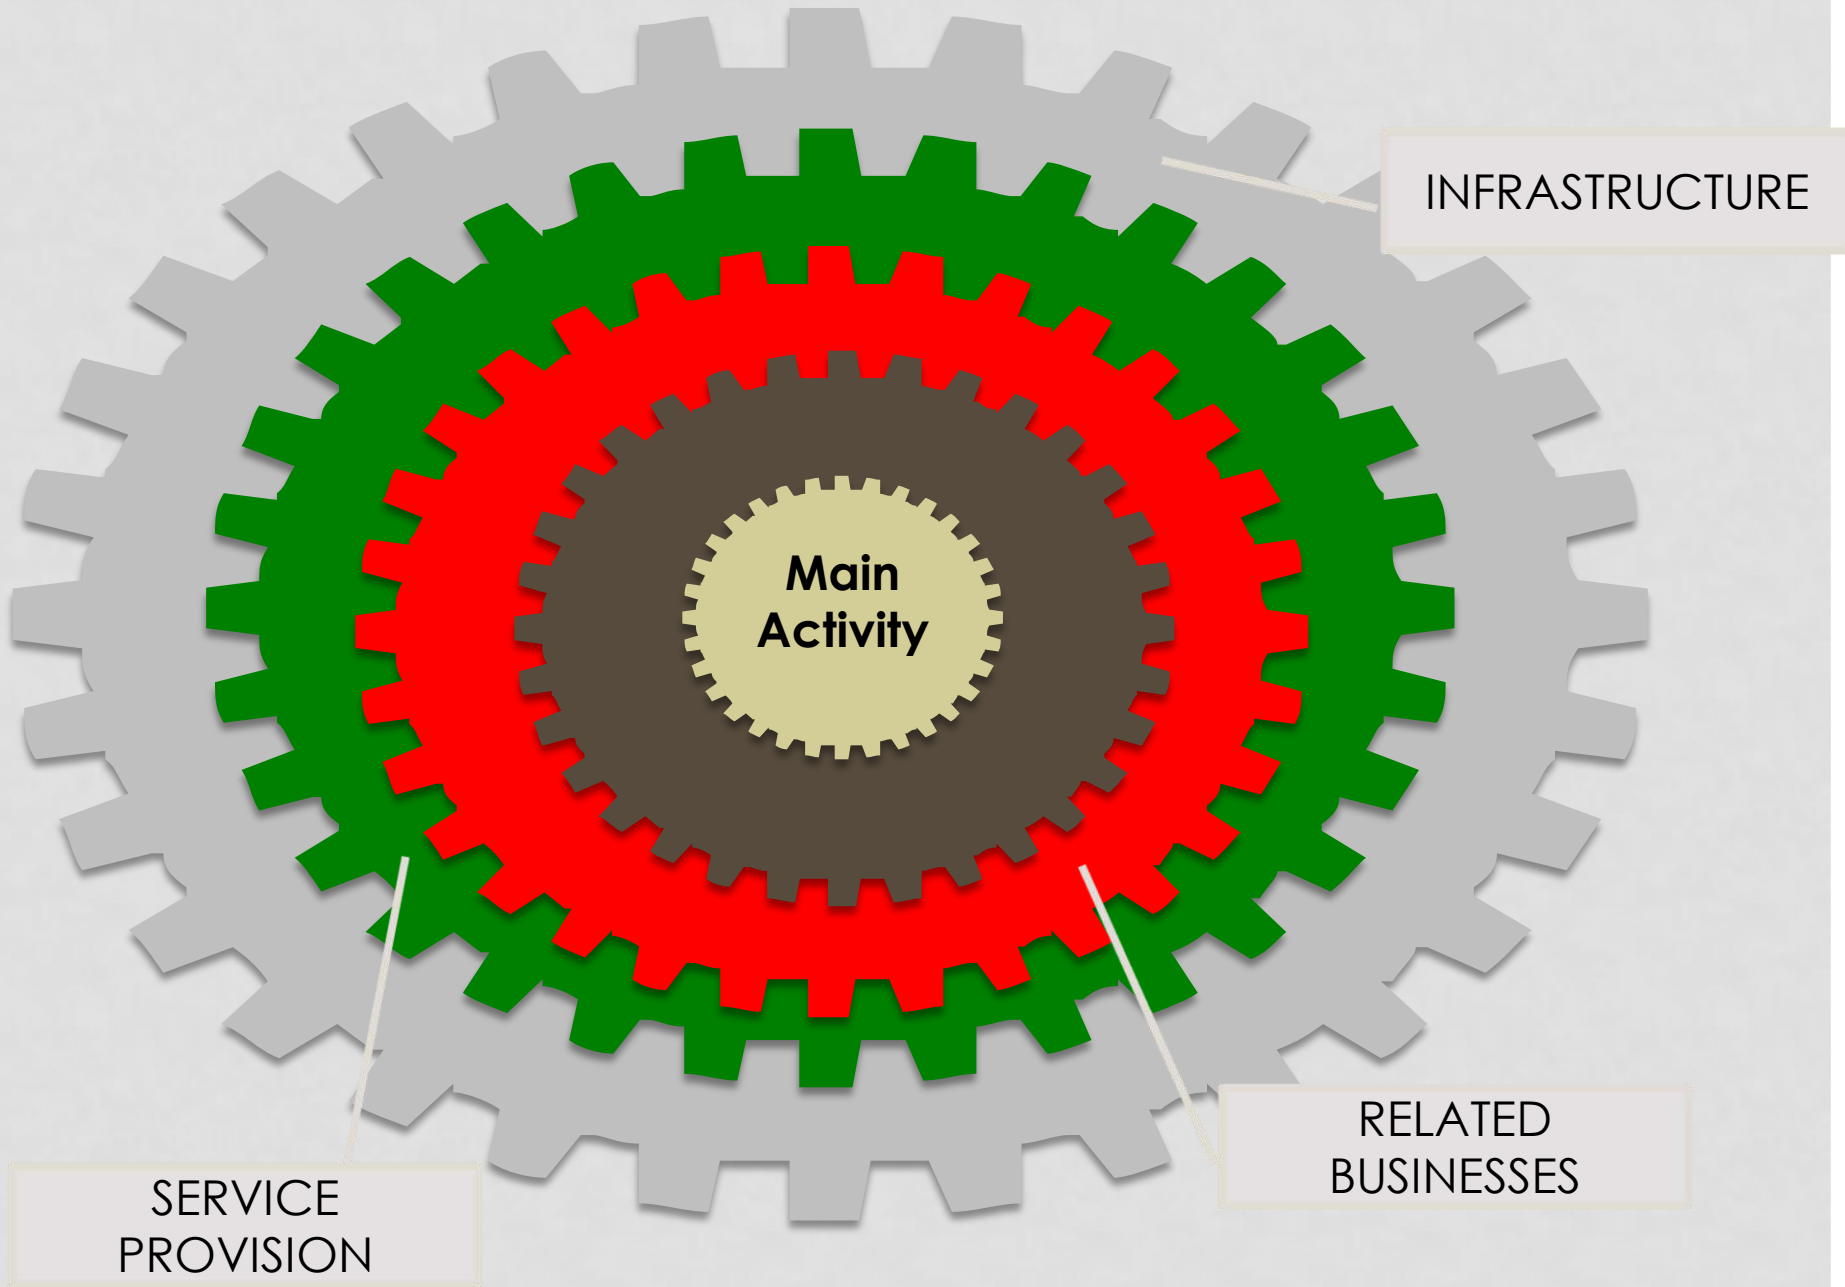 INFRASTRUCTURE
Main
Activity
RELATED
BUSINESSES
SERVICE
PROVISION